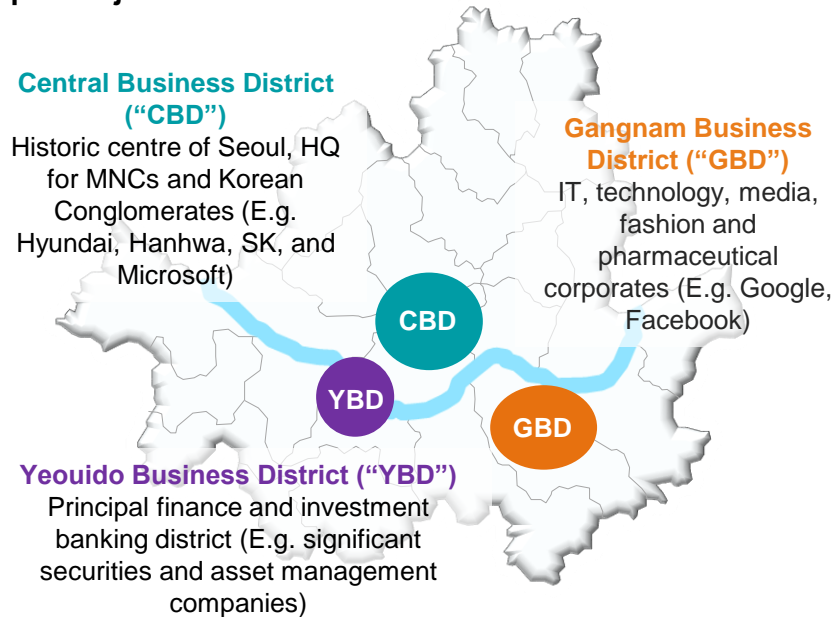 Central Business District
(“CBD”)
Historic centre of Seoul, HQ
for MNCs and Korean
Conglomerates (E.g.
Hyundai, Hanhwa, SK, and
Microsoft)
Gangnam Business
District (“GBD”)
IT, technology, media,
fashion and
pharmaceutical
corporates (E.g. Google,
Facebook)
CBD
YBD
GBD
Yeouido Business District (“YBD”)
Principal finance and investment
banking district (E.g. significant
securities and asset management
companies)